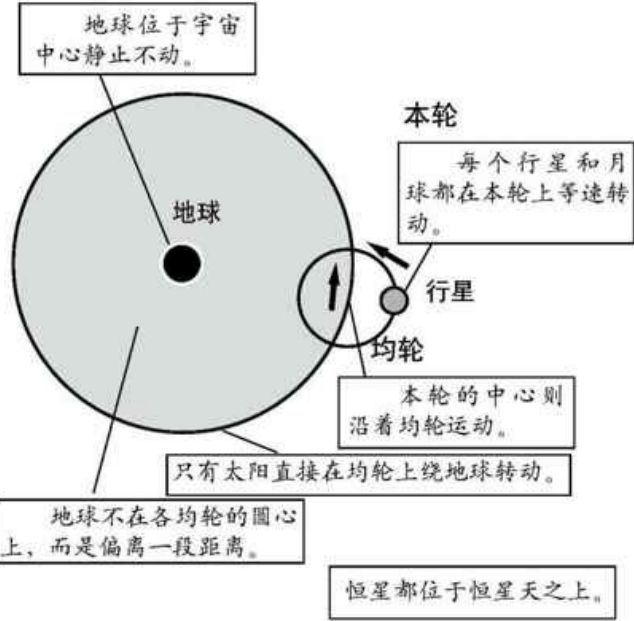 地球位于宇宙
中心静止不动。
本轮
每个行星和月
球都在本轮上等速转
动。
地球
行星
均轮
本轮的中心则
沿着均轮运动。
只有太阳直接在均轮上绕地球转动。
地球不在各均轮的圆心
上，而是偏离一段距离。
恒星都位于恒星天之上。